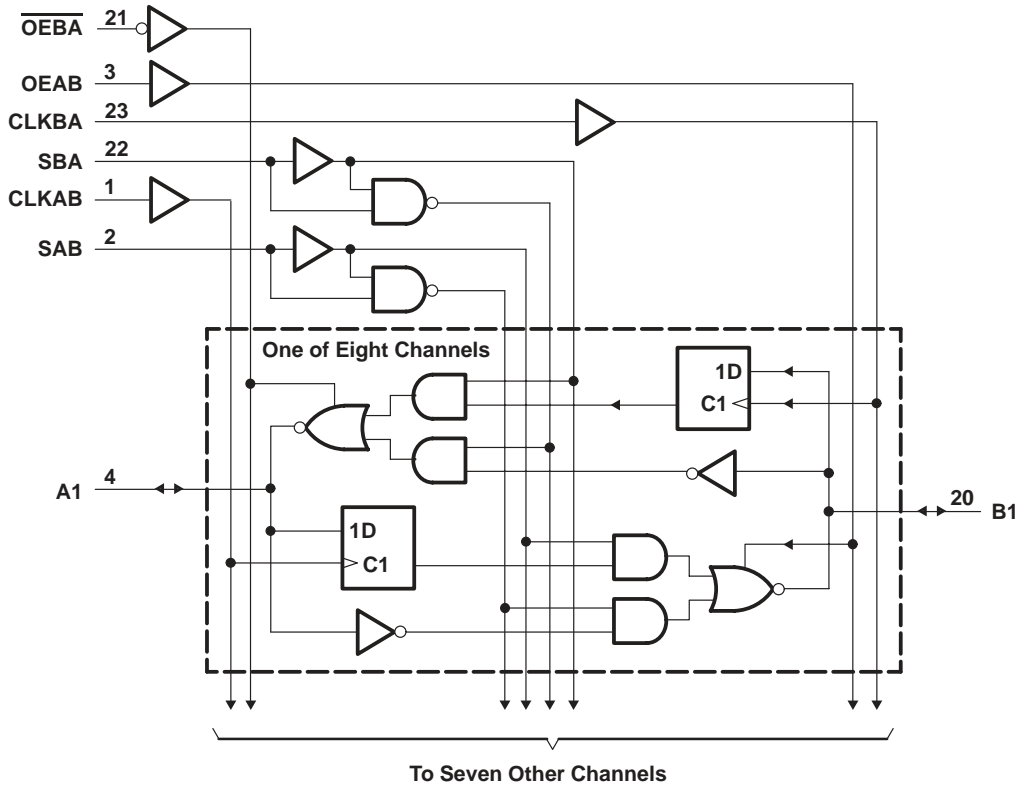 OEBA 21
OEAB 3
CLKBA 23
SBA 22
CLKAB 1
SAB 2
One of Eight Channels
1D
C1
A1 4
20 B1
1D
C1
To Seven Other Channels